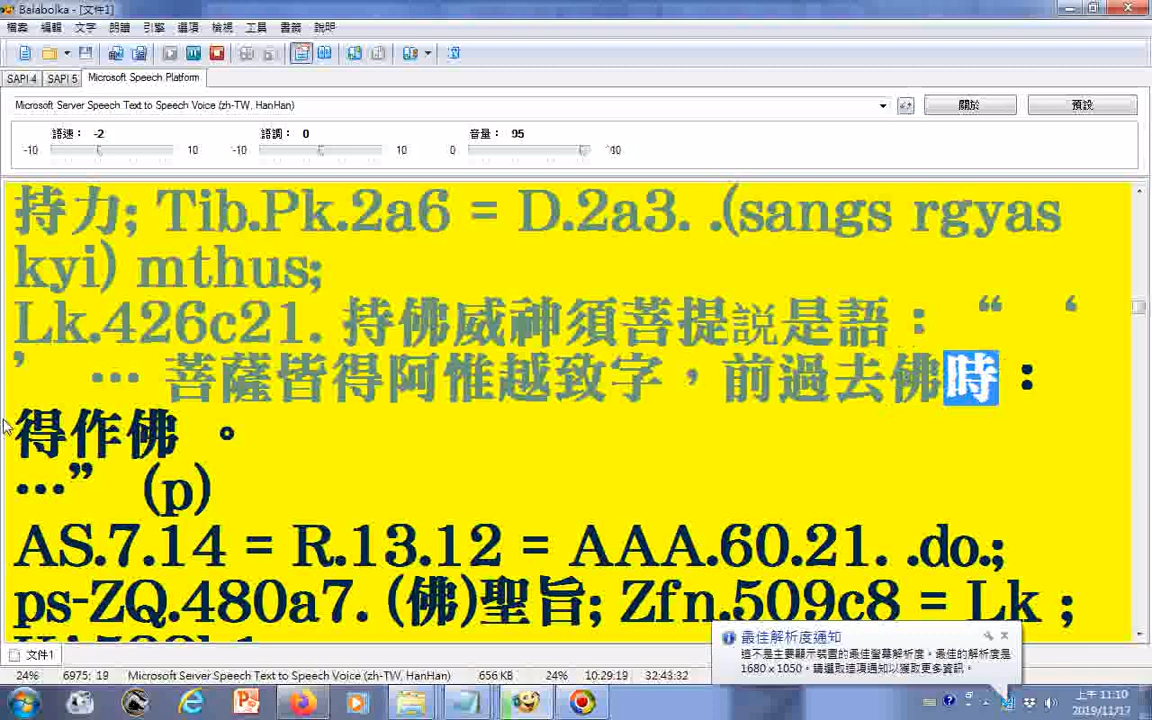 Balabolka - [文件1]
檔案 編輯 文字 朗讀 引擎 選項 檢視 工具 書籤 說明
SAPI 4 SAPI 5 Microsoft Speech Platform
Microsoft Server Speech Text to Speech Voice (zh-TW, HanHan) 關於 預設
語速： -2 語調： 0 音量： 95
-10 10 -10 10 0 100
持力; Tib.Pk.2a6 = D.2a3. .(sangs rgyas
kyi) mthus;
Lk.426c21. 持佛威神須菩提説是語： “ ‘
’ … 菩薩皆得阿惟越致字，前過去佛時：
得作佛 。
…” (p)
AS.7.14 = R.13.12 = AAA.60.21. .do.;
ps-ZQ.480a7. (佛)聖旨; Zfn.509c8 = Lk ;
最佳解析度通知
這不是主要顯示裝置的最佳螢幕解析度。最佳的解析度是
1680 x 1050。請選取這項通知以獲取更多資訊。
文件1
24% 6975: 19 Microsoft Server Speech Text to Speech Voice (zh-TW, HanHan) 656 KB 24% 10:29:19 32:43:32
上午 11:10
2019/11/17